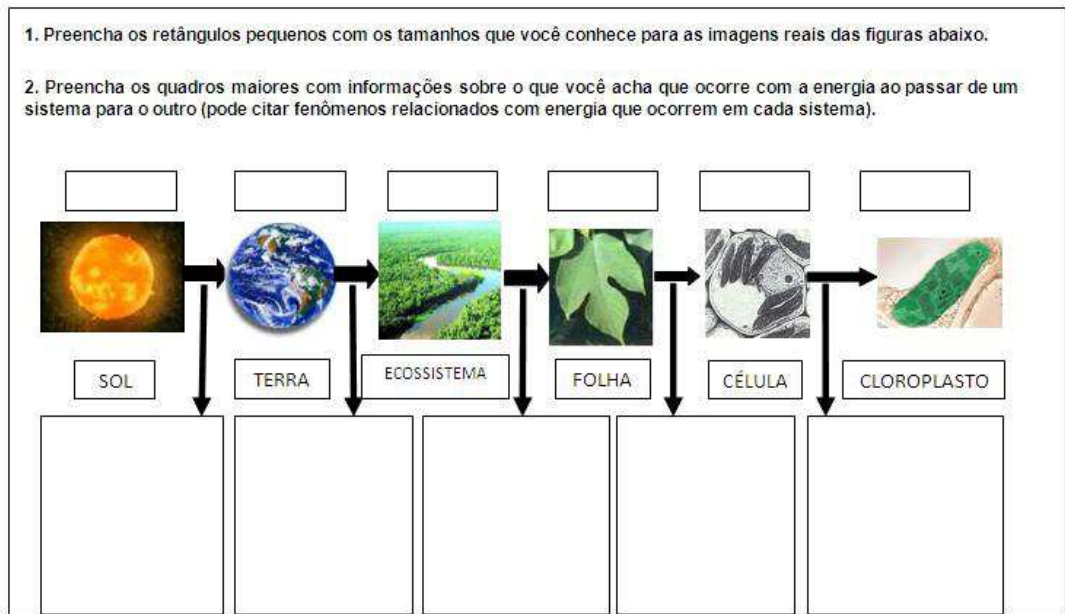 1. Preencha os retângulos pequenos com os tamanhos que você conhece para as imagens reais das figuras abaixo.
2. Preencha os quadros maiores com informações sobre o que você acha que ocorre com a energia ao passar de um
sistema para o outro (pode citar fenômenos relacionados com energia que ocorrem em cada sistema).
SOL
TERRA
ECOSSISTEMA
FOLHA
CÉLULA
CLOROPLASTO